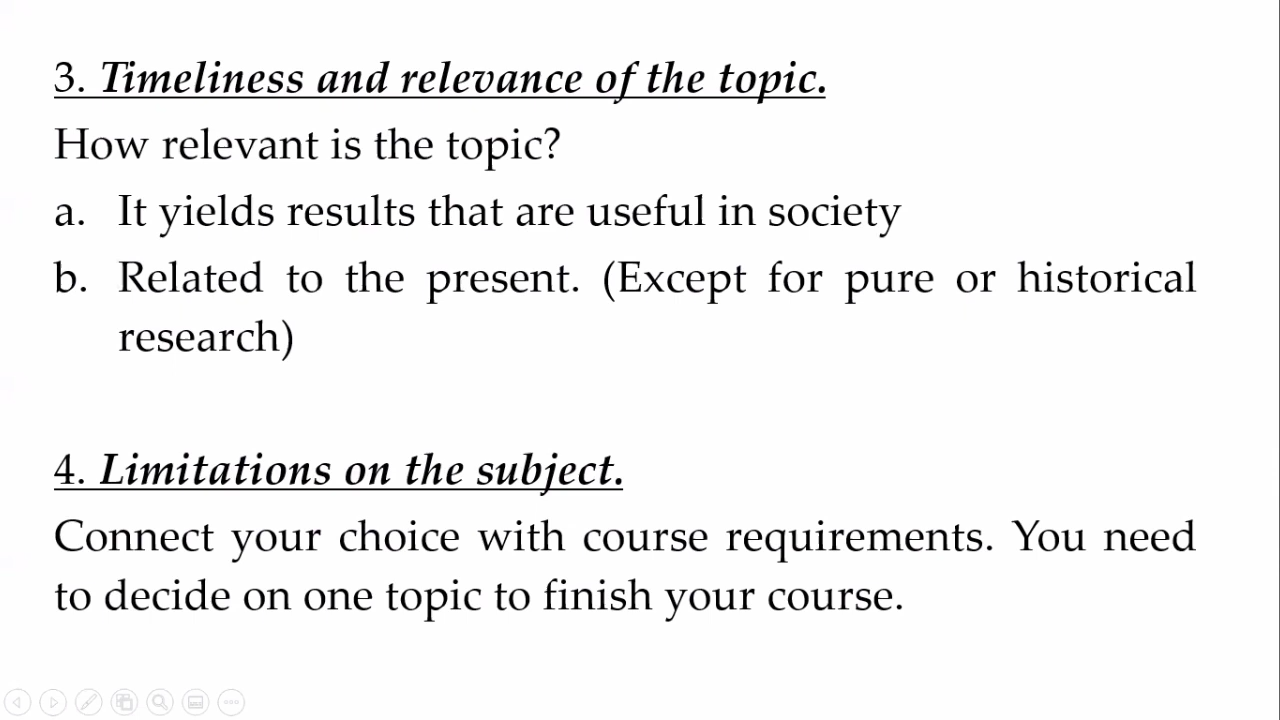 3. Timeliness and relevance of the topic.
How relevant is the topic?
a. It yields results that are useful in society
b. Related to the present. (Except for pure or historical
research)
4. Limitations on the subject.
Connect your choice with course requirements. You need
to decide on one topic to finish your course.